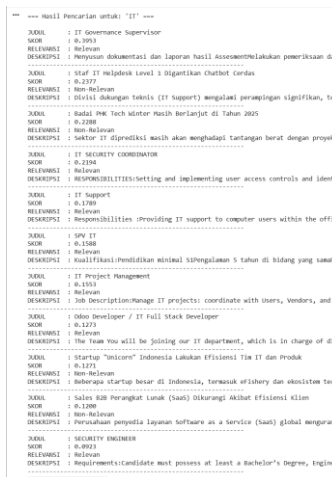 === Hasil Pencarian untuk: 'IT' ===
JUDUL : IT Governance Supervisor
SKOR : 0.3953
RELEVANSI : Relevan
DESKRIPSI : Menyusun dokumentasi dan laporan hasil AssesmentMelakukan pemeriksaan d
JUDUL : Staf IT Helpdesk Level 1 Digantikan Chatbot Cerdas
SKOR : 0.2377
RELEVANSI : Non-Relevan
DESKRIPSI : Divisi dukungan teknis (IT Support) mengalami perampingan signifikan, t
JUDUL : Badai PHK Tech Winter Masih Berlanjut di Tahun 2025
SKOR : 0.2288
RELEVANSI : Non-Relevan
DESKRIPSI : Sektor IT diprediksi masih akan menghadapi tantangan berat dengan proye
JUDUL : IT SECURITY COORDINATOR
SKOR : 0.2194
RELEVANSI : Relevan
DESKRIPSI : RESPONSIBILITIES:Setting and implementing user access controls and iden
JUDUL : IT Support
SKOR : 0.1789
RELEVANSI : Relevan
DESKRIPSI : Responsibilities :Providing IT support to computer users within the off
JUDUL : SPV IT
SKOR : 0.1588
RELEVANSI : Relevan
DESKRIPSI : Kualifikasi:Pendidikan minimal S1Pengalaman 5 tahun di bidang yang sama
JUDUL : IT Project Management
SKOR : 0.1553
RELEVANSI : Relevan
DESKRIPSI : Job Description:Manage IT projects: coordinate with Users, Vendors, and
JUDUL : Odoo Developer / IT Full Stack Developer
SKOR : 0.1273
RELEVANSI : Relevan
DESKRIPSI : The Team You will be joining our IT department, which is in charge of d
JUDUL : Startup "Unicorn" Indonesia Lakukan Efisiensi Tim IT dan Produk
SKOR : 0.1271
RELEVANSI : Non-Relevan
DESKRIPSI : Beberapa startup besar di Indonesia, termasuk eFishery dan ekosistem te
JUDUL : Sales B2B Perangkat Lunak (SaaS) Dikurangi Akibat Efisiensi Klien
SKOR : 0.1200
RELEVANSI : Non-Relevan
DESKRIPSI : Perusahaan penyedia layanan Software as a Service (SaaS) global mengura
JUDUL : SECURITY ENGINEER
SKOR : 0.0923
RELEVANSI : Relevan
DESKRIPSI : Requirements:Candidate must possess at least a Bachelor's Degree, Engin